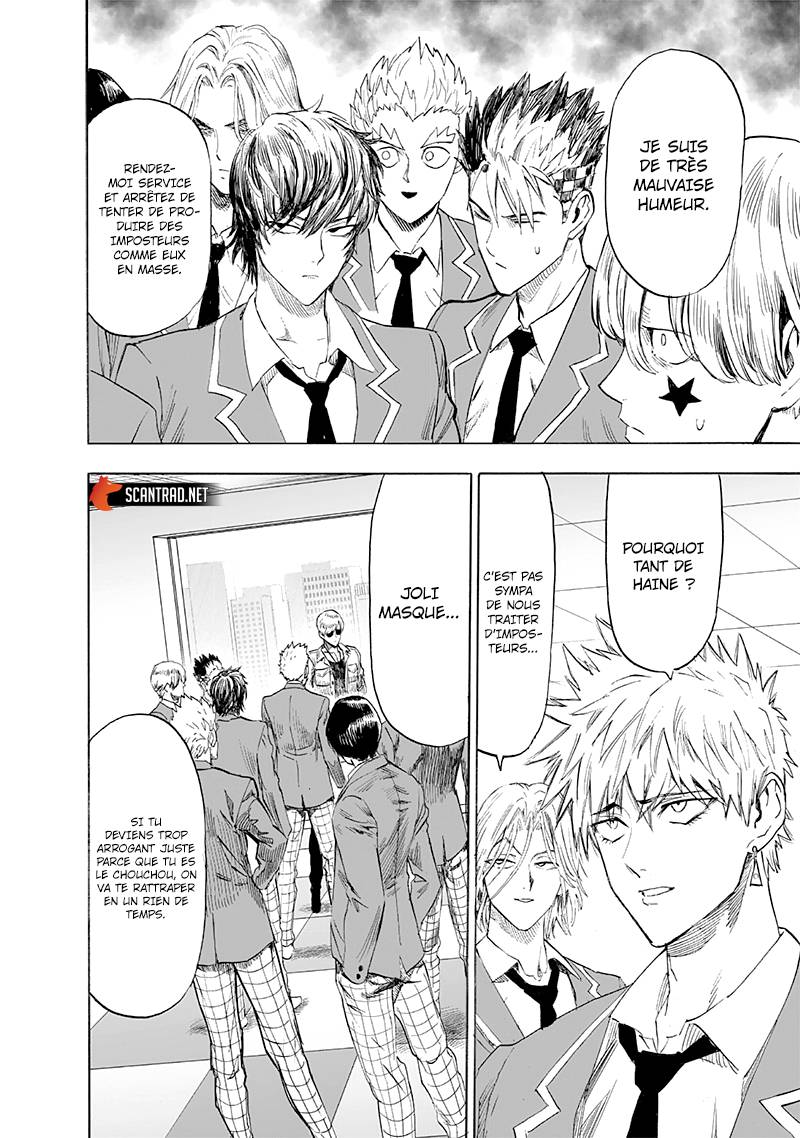 JE SUIS
DE TRÈS
MAUVAISE
HUMEUR.
RENDEZ-
MOI SERVICE
ET ARRÊTEZ DE
TENTER DE PRO-
DUIRE DES
IMPOSTEURS
COMME EUX
EN MASSE.
POURQUOI
TANT DE
HAINE ?
C'EST PAS
SYMPA
DE NOUS
TRAITER
D'IMPOS-
TEURS...
JOLI
MASQUE...
SI TU
DEVIENS TROP
ARROGANT JUSTE
PARCE QUE TU ES
LE CHOUCHOU, ON
VA TE RATTRAPER
EN UN RIEN DE
TEMPS.
SCANTRAD.NET